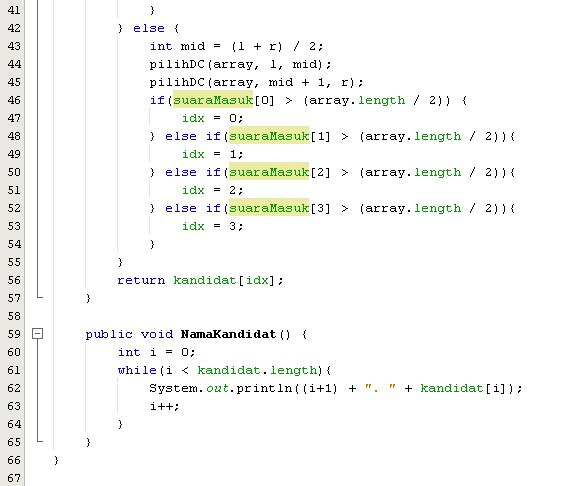 41 }
42 } else {
43 int mid = (l + r) / 2;
44 pilihDC(array, l, mid);
45 pilihDC(array, mid + 1, r);
46 if(suaraMasuk[0] > (array.length / 2)) {
47 idx = 0;
48 } else if(suaraMasuk[1] > (array.length / 2)){
49 idx = 1;
50 } else if(suaraMasuk[2] > (array.length / 2)){
51 idx = 2;
52 } else if(suaraMasuk[3] > (array.length / 2)){
53 idx = 3;
54 }
55 }
56 return kandidat[idx];
57 }
58
59 public void NamaKandidat() {
60 int i = 0;
61 while(i < kandidat.length){
62 System.out.println((i+1) + ". " + kandidat[i]);
63 i++;
64 }
65 }
66 }
67